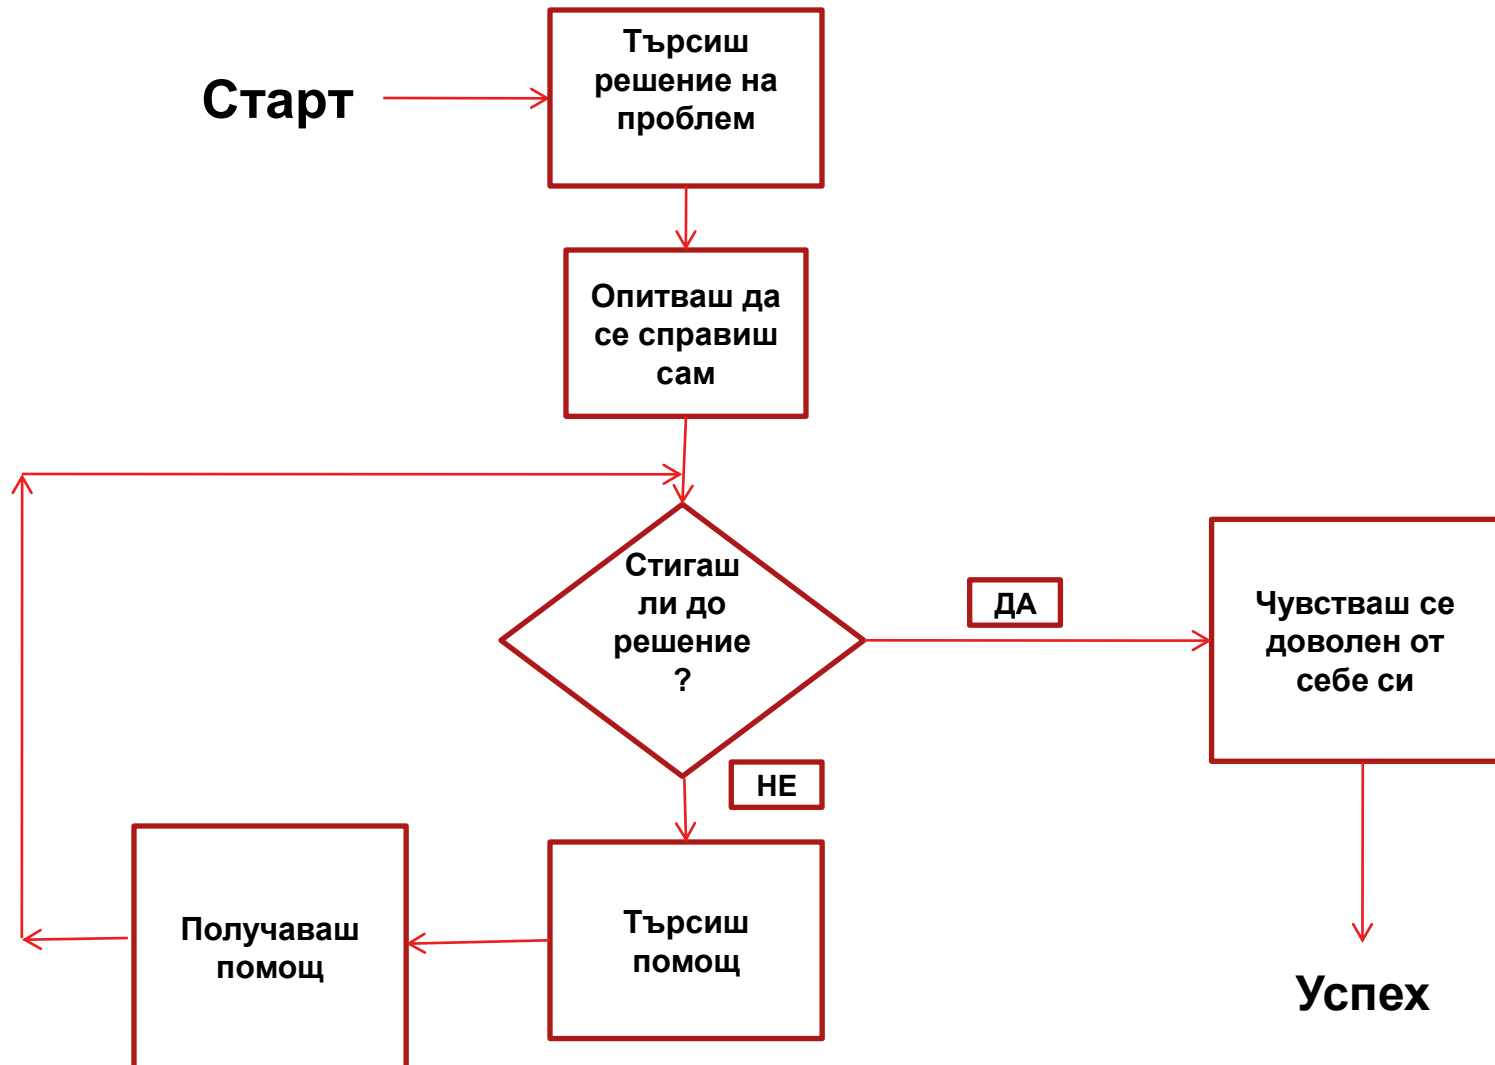 Търсиш
решение на
проблем
Старт
Опитваш да
се справиш
сам
Стигаш
ли до
решение
?
ДА
Чувстваш се
доволен от
себе си
НЕ
Търсиш
помощ
Получаваш
помощ
Успех